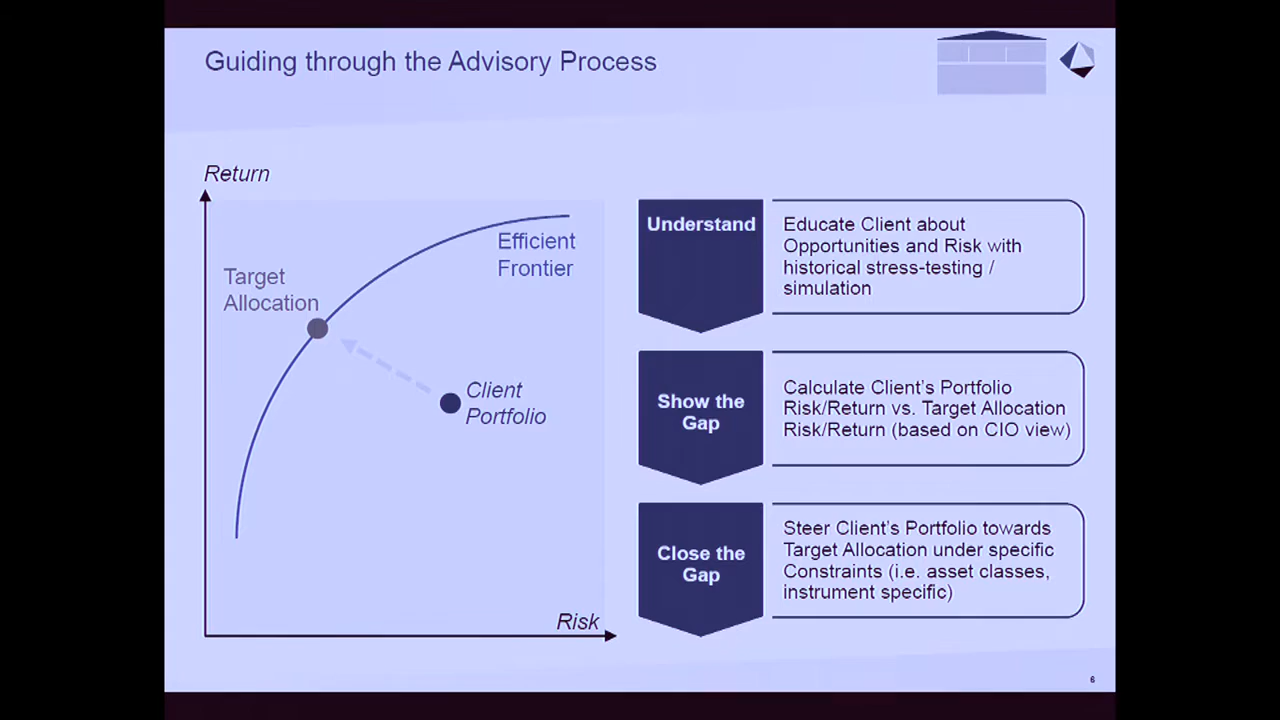 Guiding through the Advisory Process
Return
Efficient
Frontier
Target
Allocation
Client
Portfolio
Risk
Understand
Educate Client about
Opportunities and Risk with
historical stress-testing /
simulation
Show the
Gap
Calculate Client's Portfolio
Risk/Return vs. Target Allocation
Risk/Return (based on CIO view)
Close the
Gap
Steer Client's Portfolio towards
Target Allocation under specific
Constraints (i.e. asset classes,
instrument specific)
6